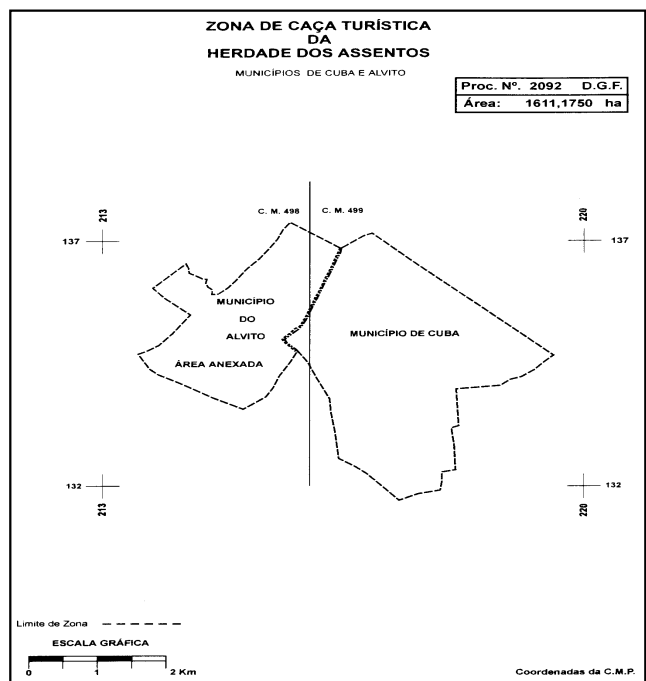 ZONA DE CAÇA TURÍSTICA
DA
HERDADE DOS ASSENTOS
MUNICÍPIOS DE CUBA E ALVITO
Proc. Nº. 2092 D.G.F.
Área: 1611,1750 ha
213
C. M. 498
C. M. 499
220
137
137
MUNICÍPIO
DO
ALVITO
MUNICÍPIO DE CUBA
ÁREA ANEXADA
132
132
213
220
Limite de Zona
ESCALA GRÁFICA
0 1 2 Km
Coordenadas da C.M.P.